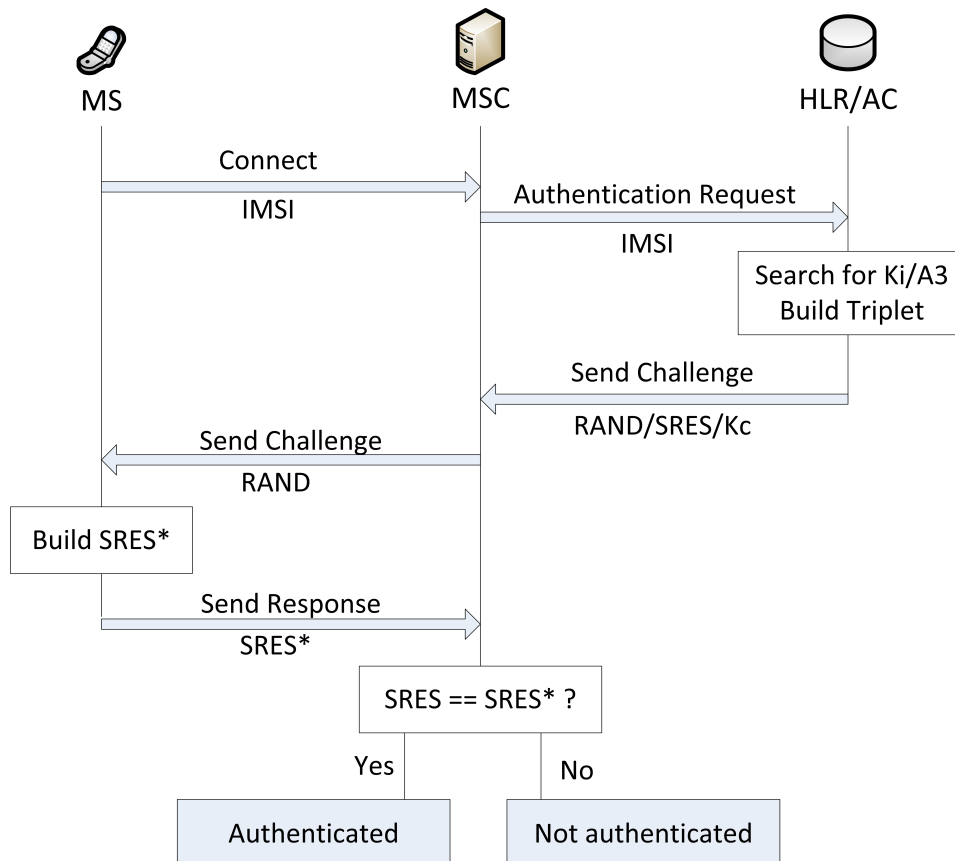 MS
MSC
HLR/AC
Connect
IMSI
Authentication Request
IMSI
Search for Ki/A3
Build Triplet
Send Challenge
RAND/SRES/Kc
Send Challenge
RAND
Build SRES*
Send Response
SRES*
SRES == SRES* ?
Yes
No
Authenticated
Not authenticated